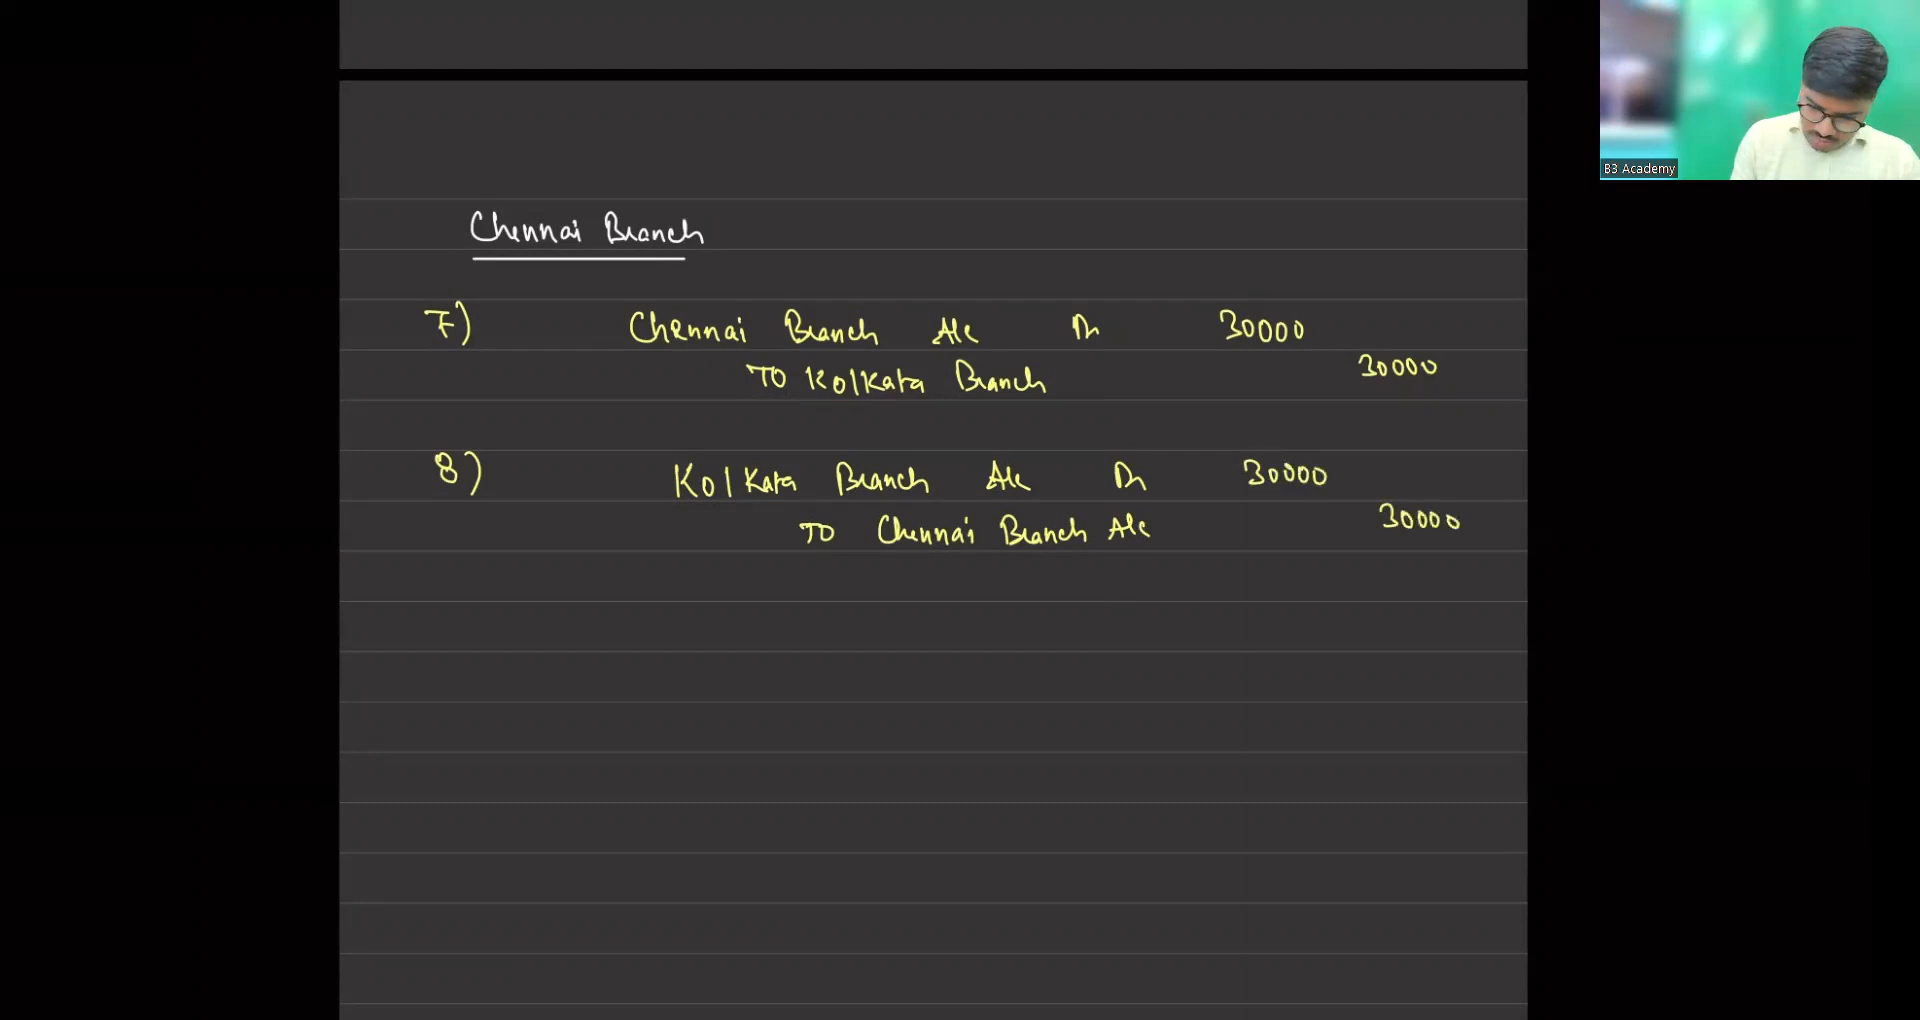 B3 Academy
Chennai Branch
7) Chennai Branch A/c Dr 30000
TO Kolkata Branch 30000
8) Kolkata Branch A/c Dr 30000
TO Chennai Branch A/c 30000